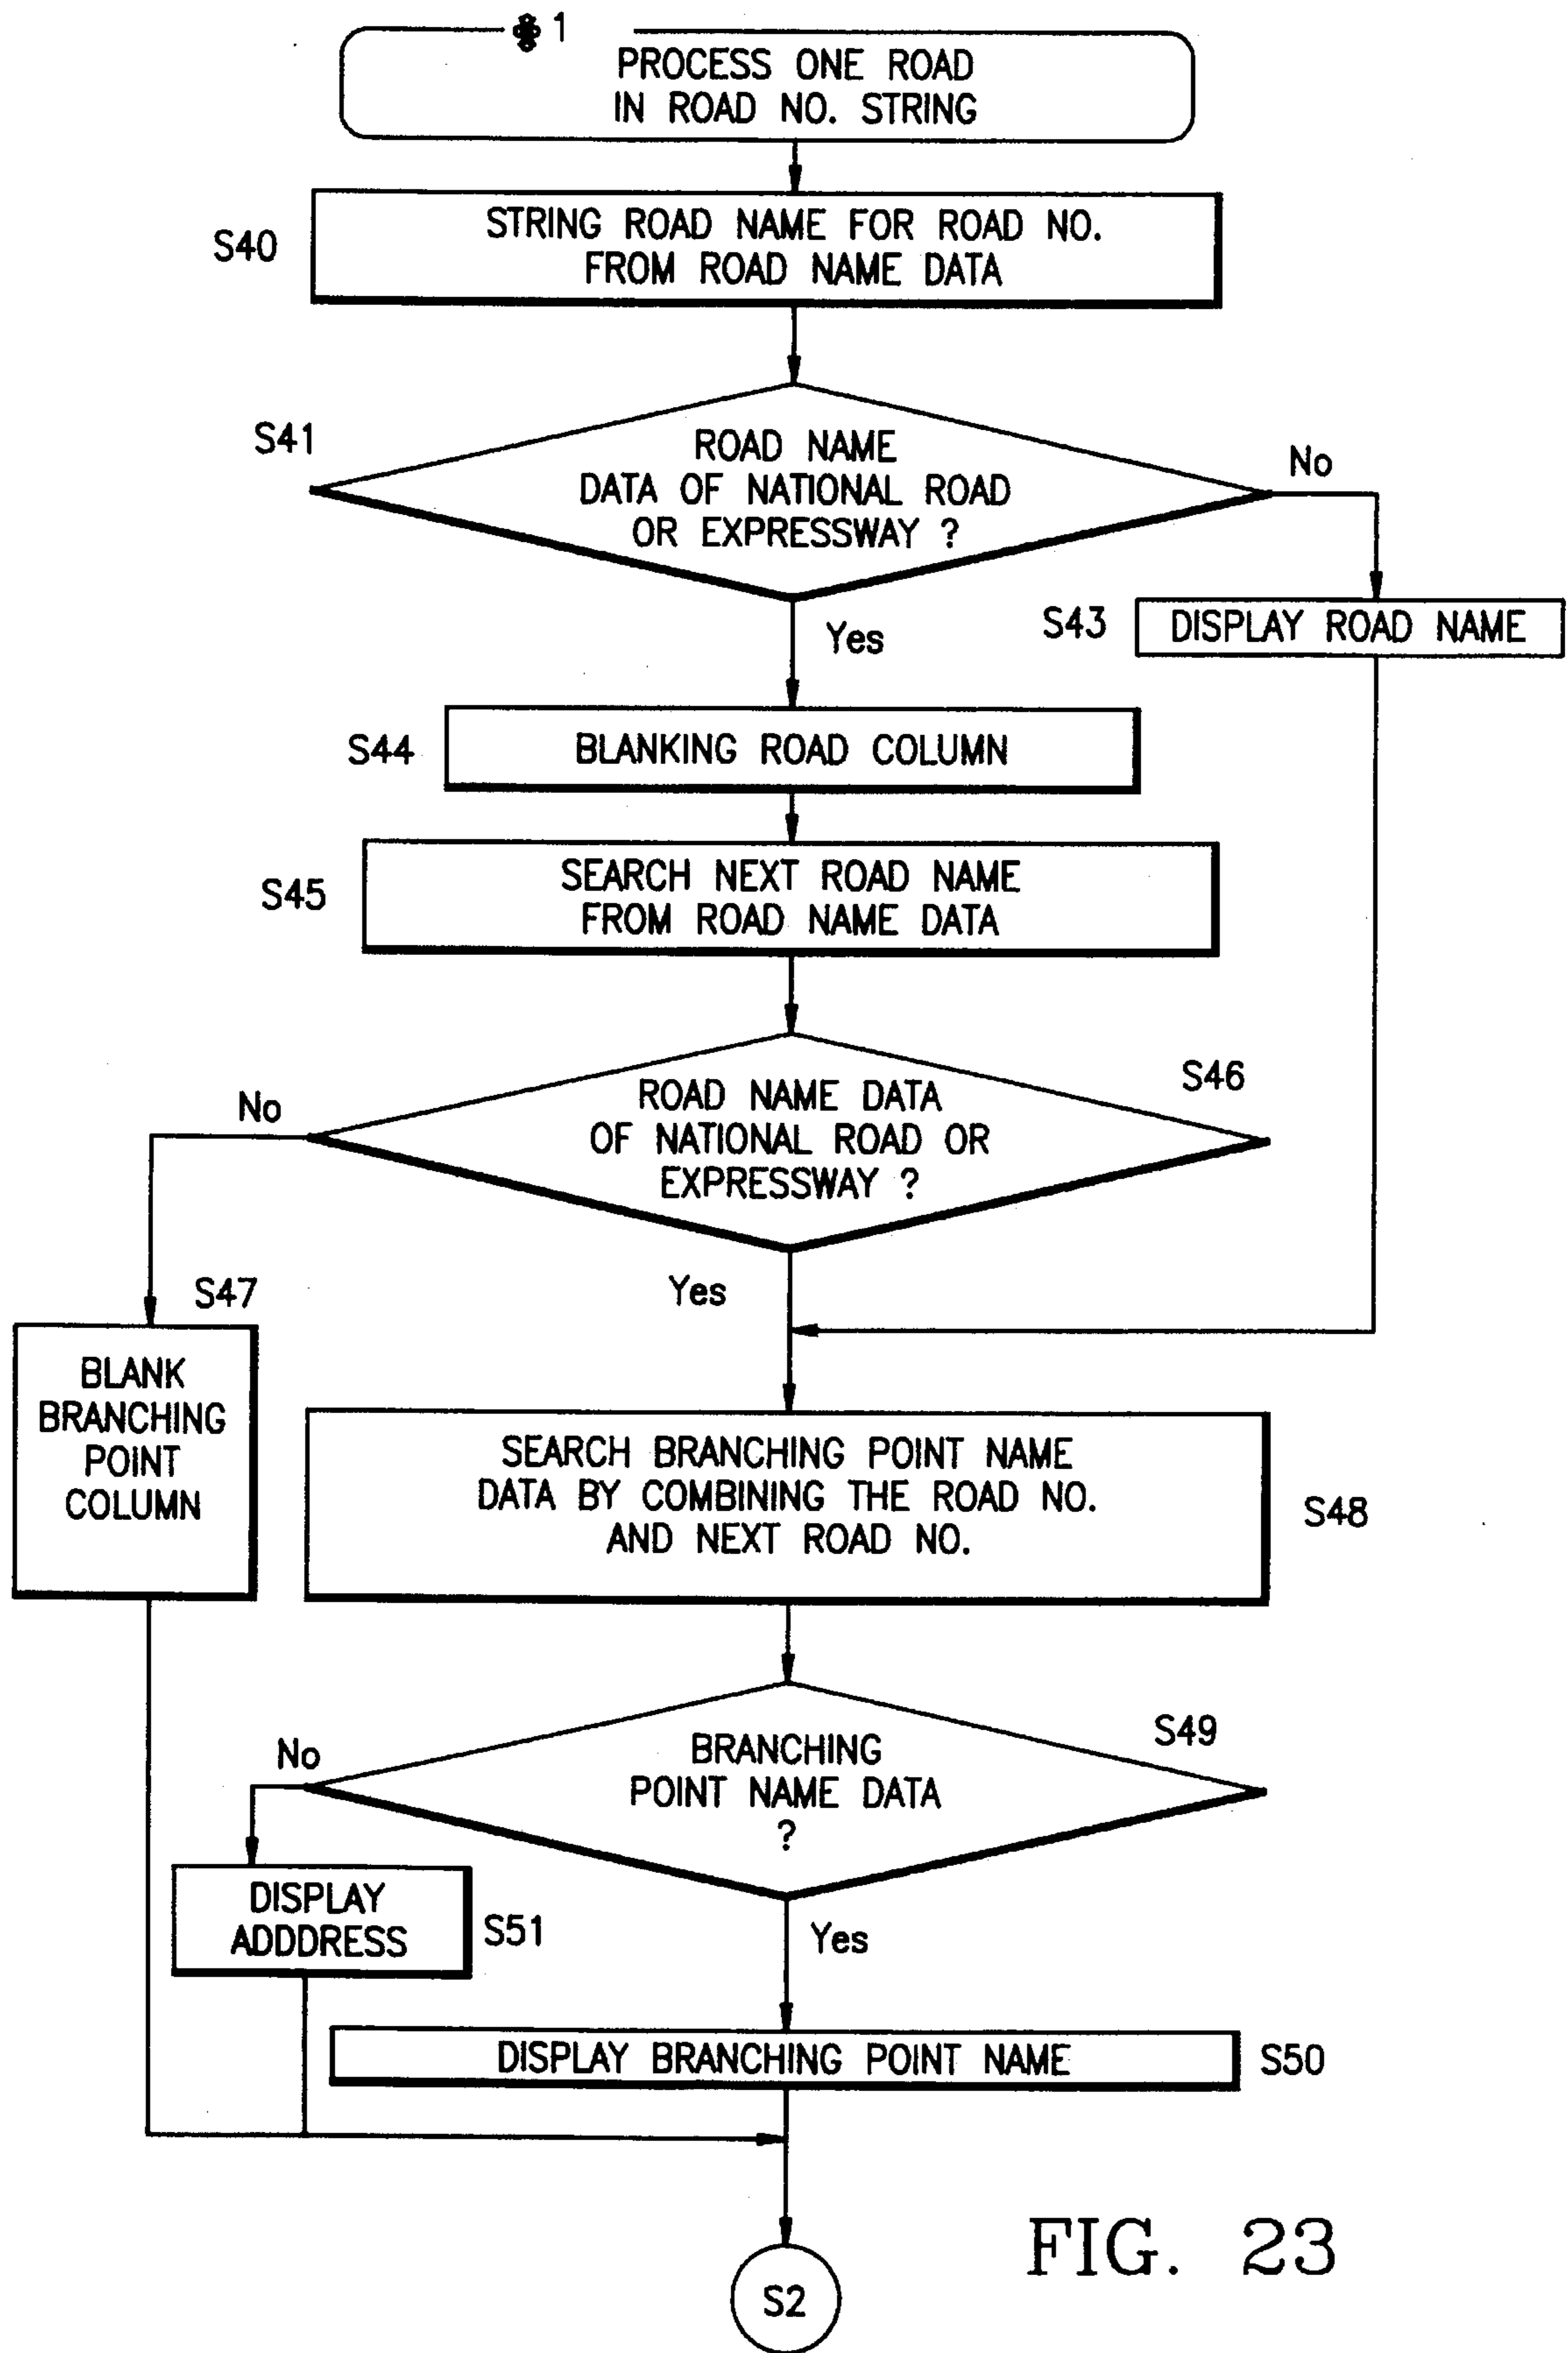 ※1
PROCESS ONE ROAD
IN ROAD NO. STRING
S40
STRING ROAD NAME FOR ROAD NO.
FROM ROAD NAME DATA
S41
ROAD NAME
DATA OF NATIONAL ROAD
OR EXPRESSWAY ?
No
Yes
S43
DISPLAY ROAD NAME
S44
BLANKING ROAD COLUMN
S45
SEARCH NEXT ROAD NAME
FROM ROAD NAME DATA
S46
ROAD NAME DATA
OF NATIONAL ROAD OR
EXPRESSWAY ?
No
Yes
S47
BLANK
BRANCHING
POINT
COLUMN
SEARCH BRANCHING POINT NAME
DATA BY COMBINING THE ROAD NO.
AND NEXT ROAD NO.
S48
S49
BRANCHING
POINT NAME DATA
?
No
Yes
DISPLAY
ADDDRESS
S51
DISPLAY BRANCHING POINT NAME
S50
S2
FIG. 23